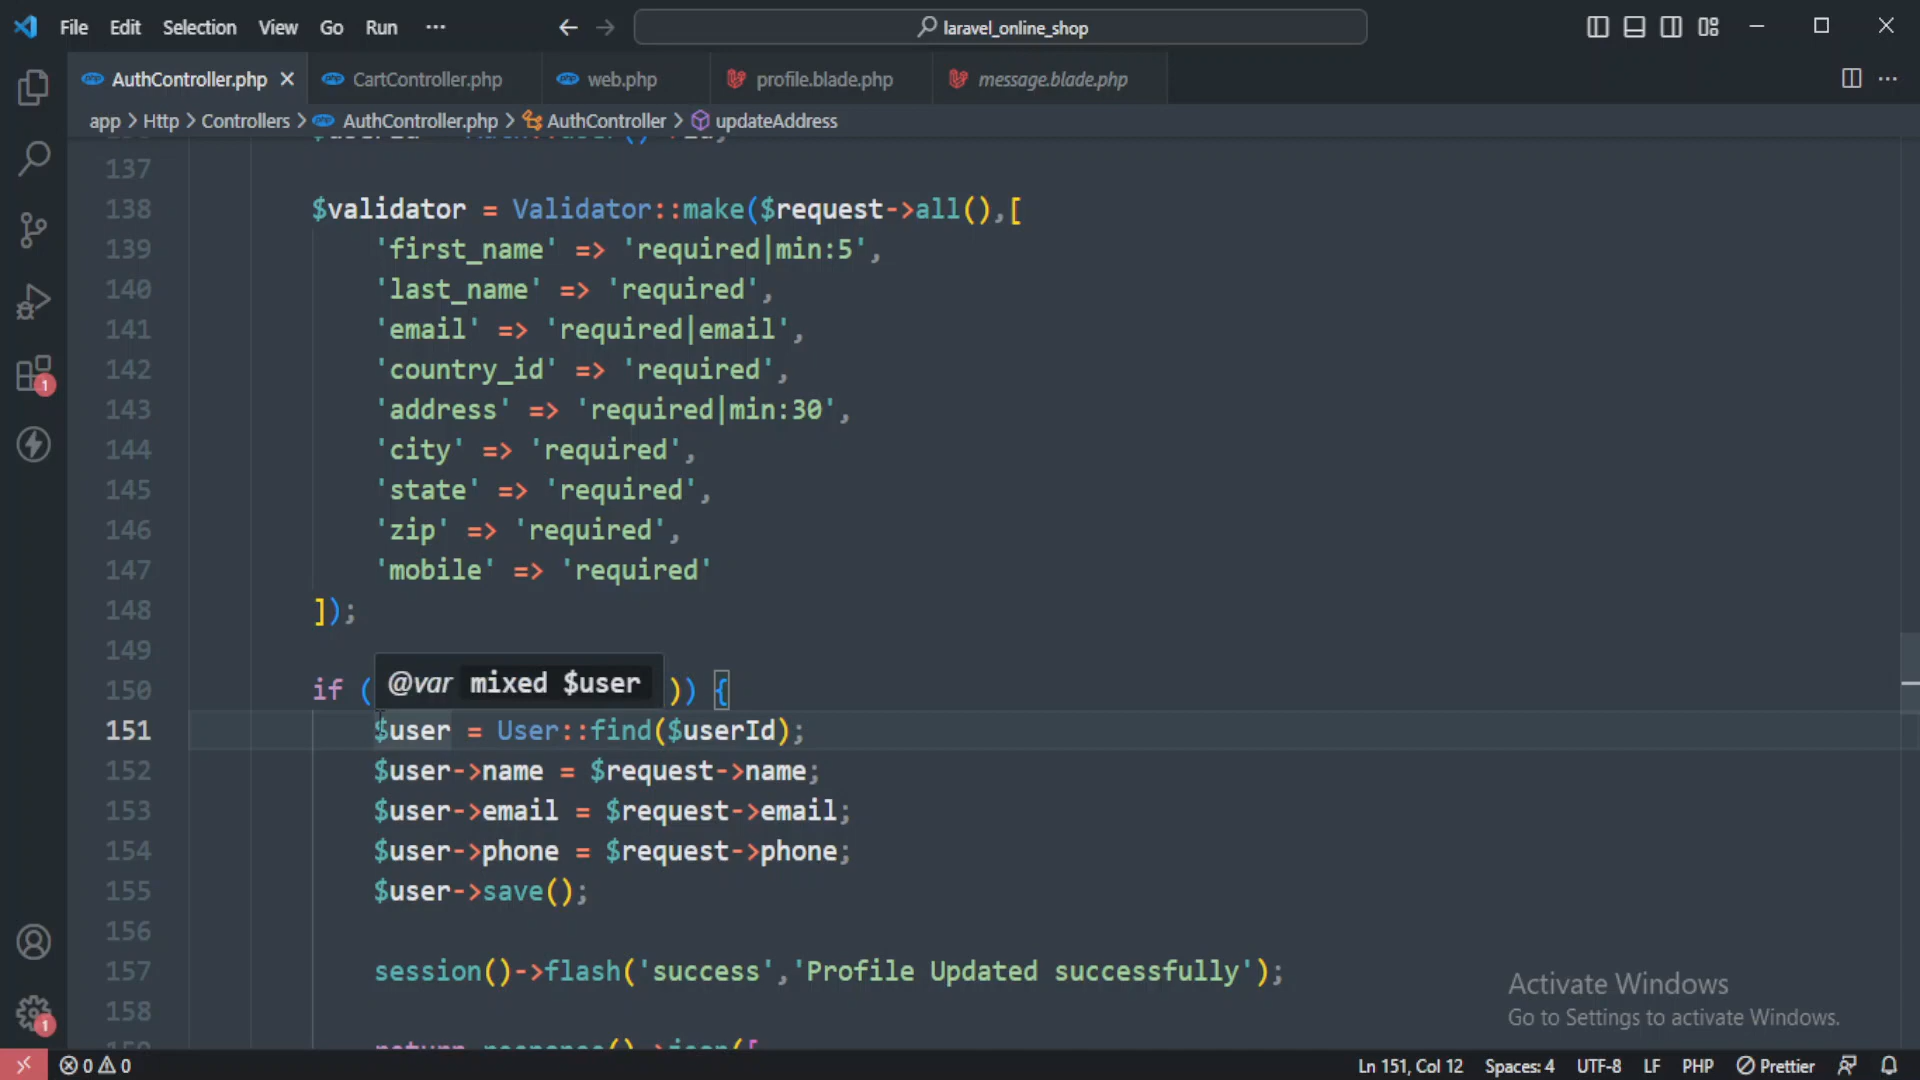 File Edit Selection View Go Run ··· laravel_online_shop
AuthController.php CartController.php web.php profile.blade.php message.blade.php
app > Http > Controllers > AuthController.php > AuthController > updateAddress
137
138 $validator = Validator::make($request->all(),[
139 'first_name' => 'required|min:5',
140 'last_name' => 'required',
141 'email' => 'required|email',
142 'country_id' => 'required',
143 'address' => 'required|min:30',
144 'city' => 'required',
145 'state' => 'required',
146 'zip' => 'required',
147 'mobile' => 'required'
148 ]);
149
@var mixed $user
150 if ( )) {
151 $user = User::find($userId);
152 $user->name = $request->name;
153 $user->email = $request->email;
154 $user->phone = $request->phone;
155 $user->save();
156
157 session()->flash('success','Profile Updated successfully');
158
Activate Windows
Go to Settings to activate Windows.
1
1
0 0 Ln 151, Col 12 Spaces: 4 UTF-8 LF PHP Prettier